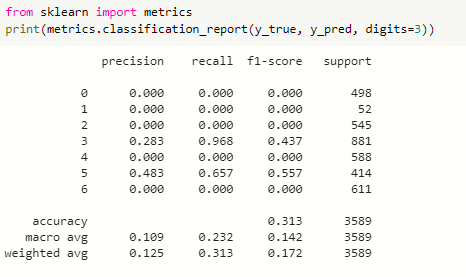 from sklearn import metrics
print(metrics.classification_report(y_true, y_pred, digits=3))
precision recall f1-score support
0 0.000 0.000 0.000 498
1 0.000 0.000 0.000 52
2 0.000 0.000 0.000 545
3 0.283 0.968 0.437 881
4 0.000 0.000 0.000 588
5 0.483 0.657 0.557 414
6 0.000 0.000 0.000 611
accuracy 0.313 3589
macro avg 0.109 0.232 0.142 3589
weighted avg 0.125 0.313 0.172 3589